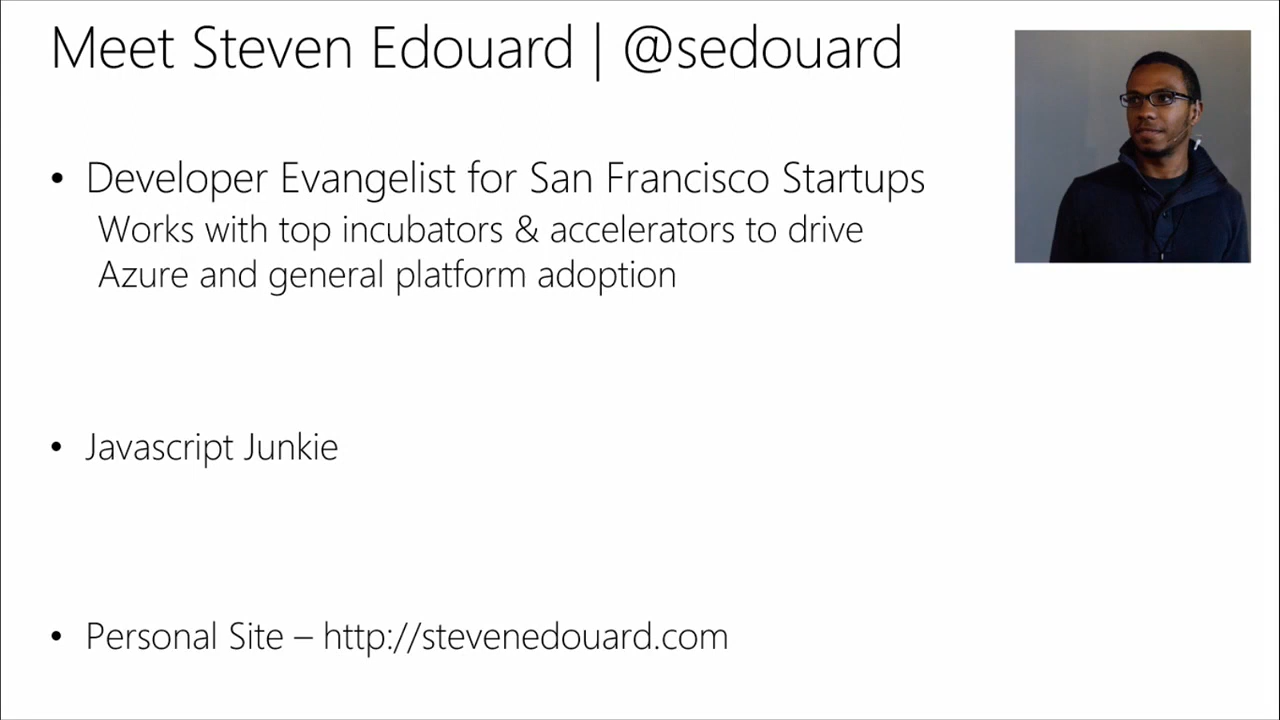 Meet Steven Edouard | @sedouard
• Developer Evangelist for San Francisco Startups
Works with top incubators & accelerators to drive
Azure and general platform adoption
• Javascript Junkie
• Personal Site – http://stevenedouard.com